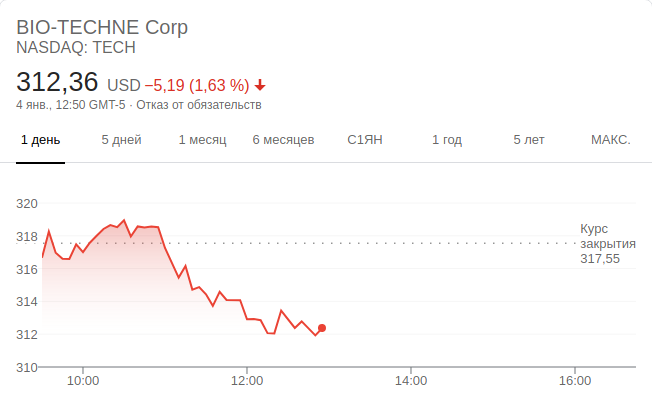 BIO-TECHNE Corp
NASDAQ: TECH
312,36 USD −5,19 (1,63 %)
4 янв., 12:50 GMT-5 · Отказ от обязательств
1 день 5 дней 1 месяц 6 месяцев С1ЯН 1 год 5 лет МАКС.
320
318
316
314
312
310
Курс
закрытия
317,55
10:00 12:00 14:00 16:00